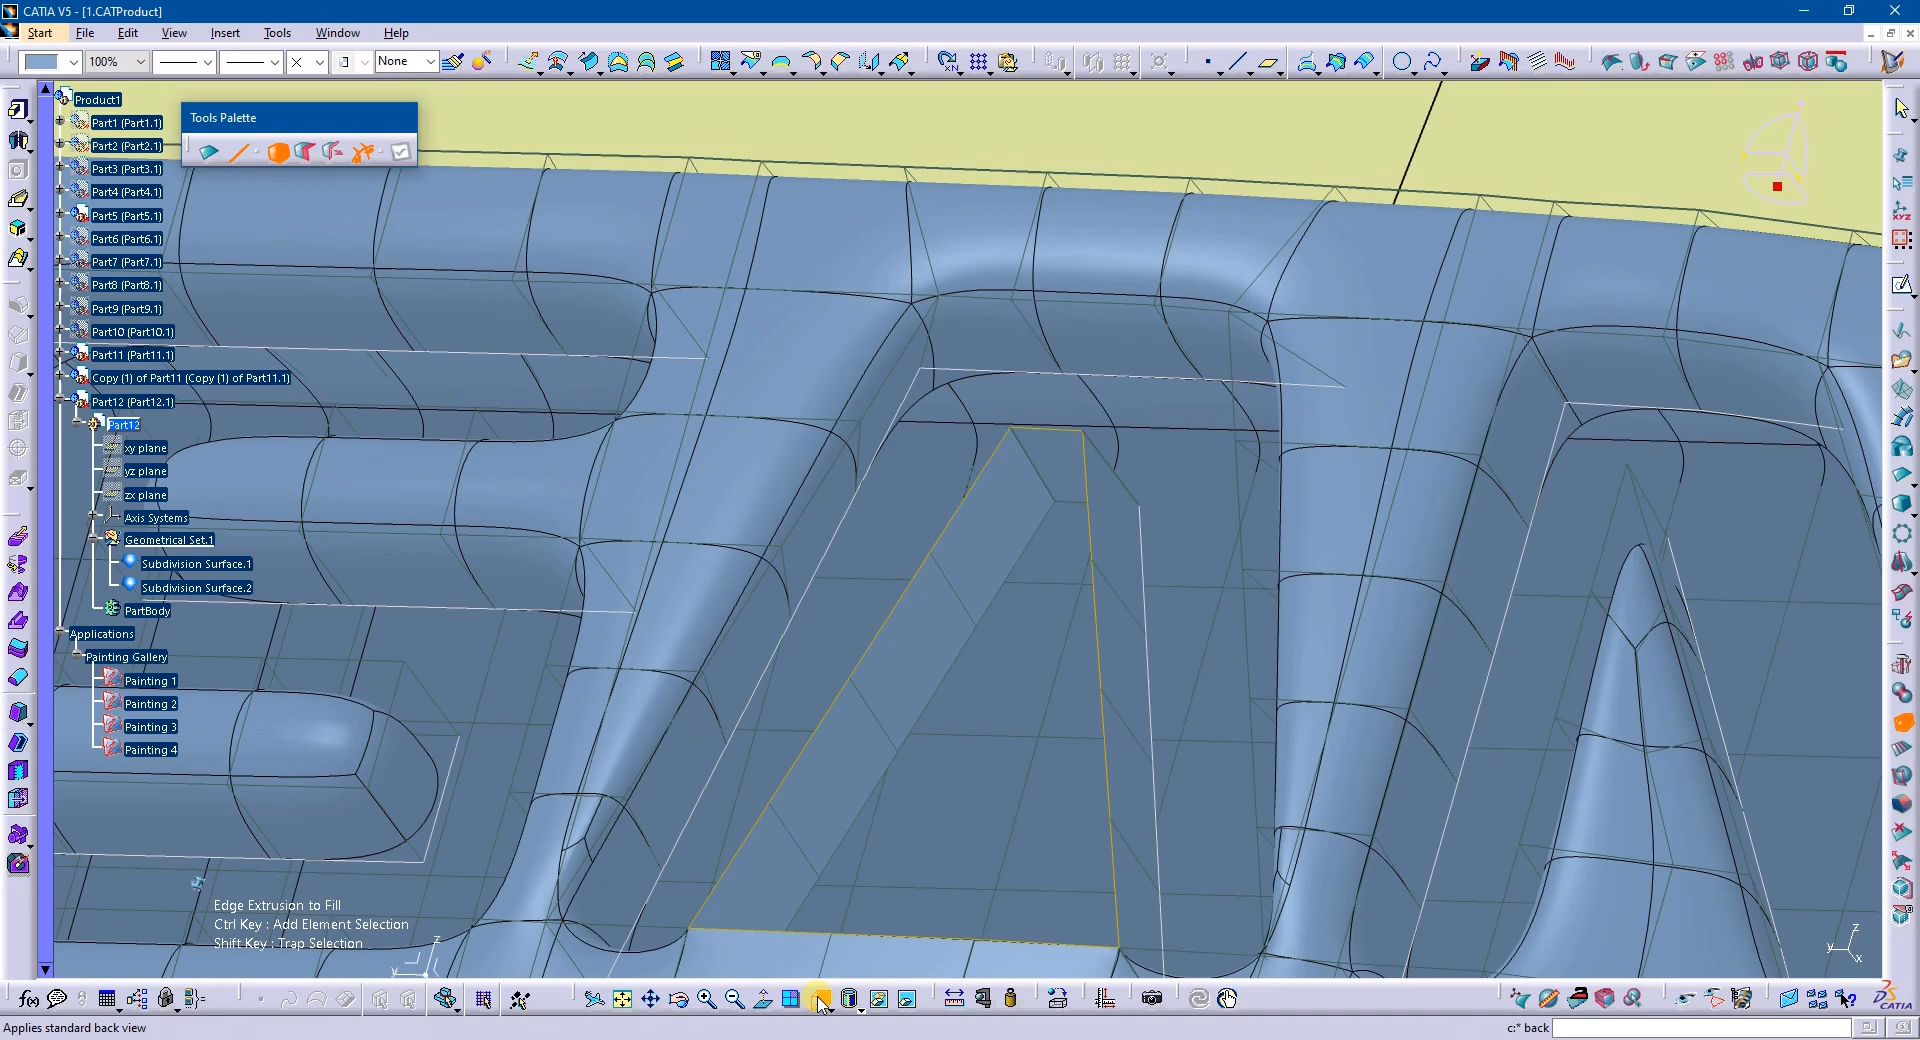 CATIA V5 - [1.CATProduct]
Start File Edit View Insert Tools Window Help
100% None
Product1
Part1 (Part1.1)
Part2 (Part2.1)
Part3 (Part3.1)
Part4 (Part4.1)
Part5 (Part5.1)
Part6 (Part6.1)
Part7 (Part7.1)
Part8 (Part8.1)
Part9 (Part9.1)
Part10 (Part10.1)
Part11 (Part11.1)
Copy (1) of Part11 (Copy (1) of Part11.1)
Part12 (Part12.1)
Part12
xy plane
yz plane
zx plane
Axis Systems
Geometrical Set.1
Subdivision Surface.1
Subdivision Surface.2
PartBody
Applications
Painting Gallery
Painting 1
Painting 2
Painting 3
Painting 4
Tools Palette
Edge Extrusion to Fill
Ctrl Key : Add Element Selection
Shift Key : Trap Selection
z
y
z
y
x
f(x)
CATIA
Applies standard back view
c:* back